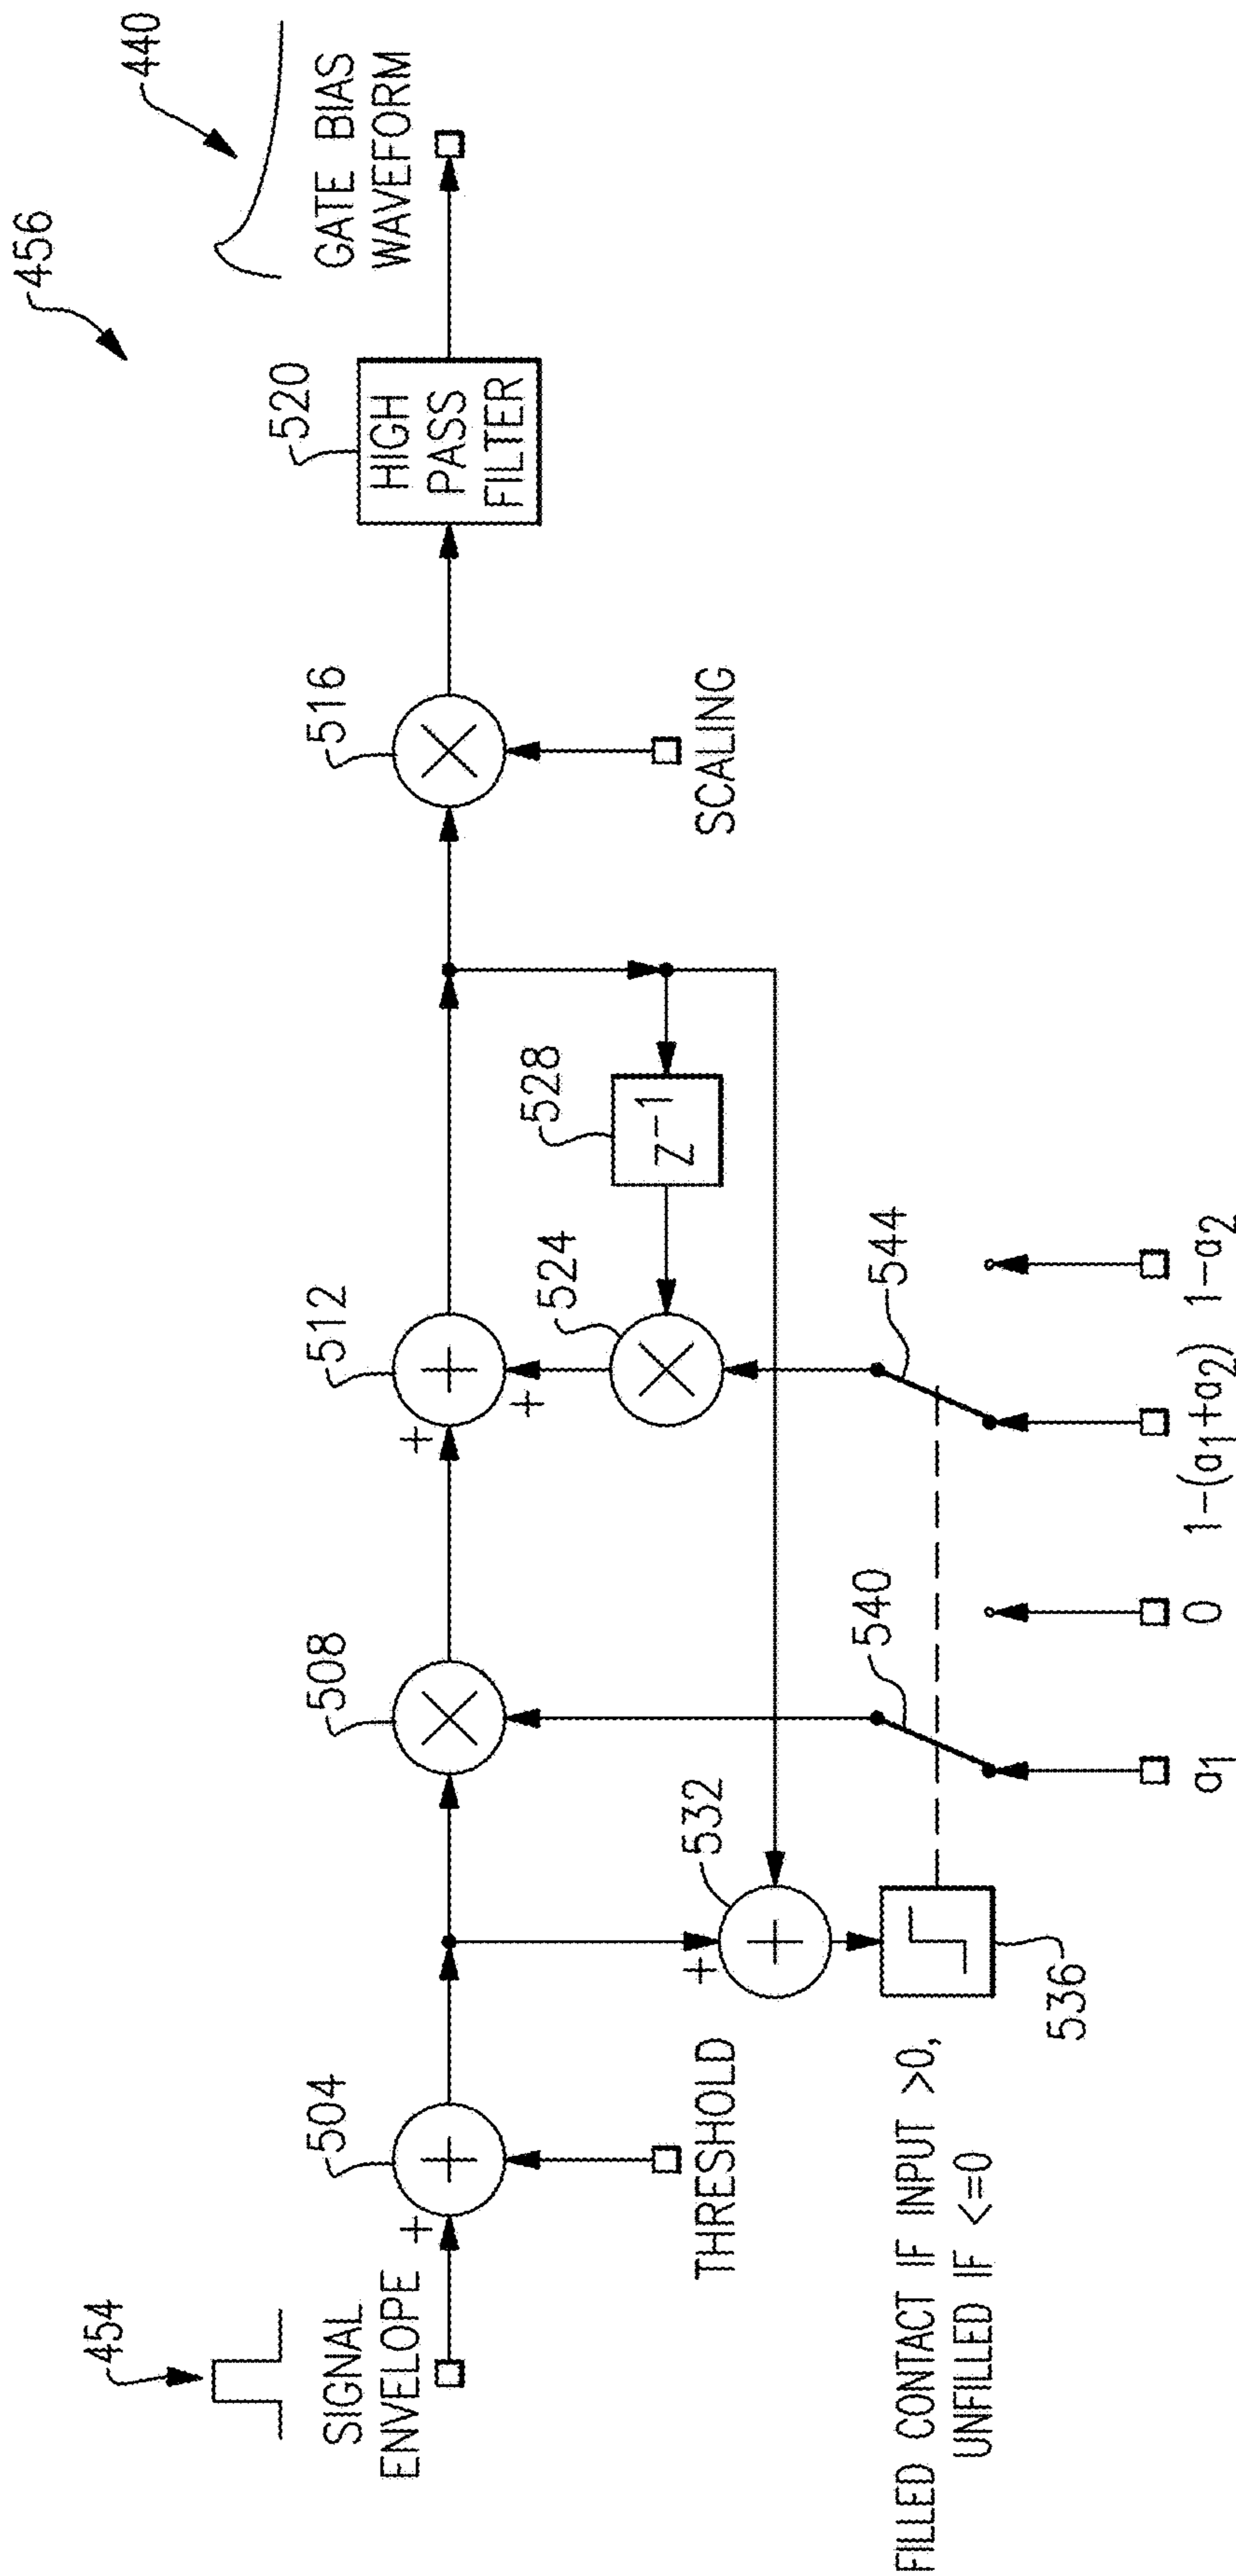 456
454
SIGNAL
ENVELOPE
+
504
+
THRESHOLD
508
×
512
+
+
+
516
×
SCALING
520
HIGH
PASS
FILTER
440
GATE BIAS
WAVEFORM
524
×
528
Z⁻¹
532
+
+
536
FILLED CONTACT IF INPUT >0,
UNFILLED IF <=0
540
544
a₁
0
1-(a₁+a₂)
1-a₂